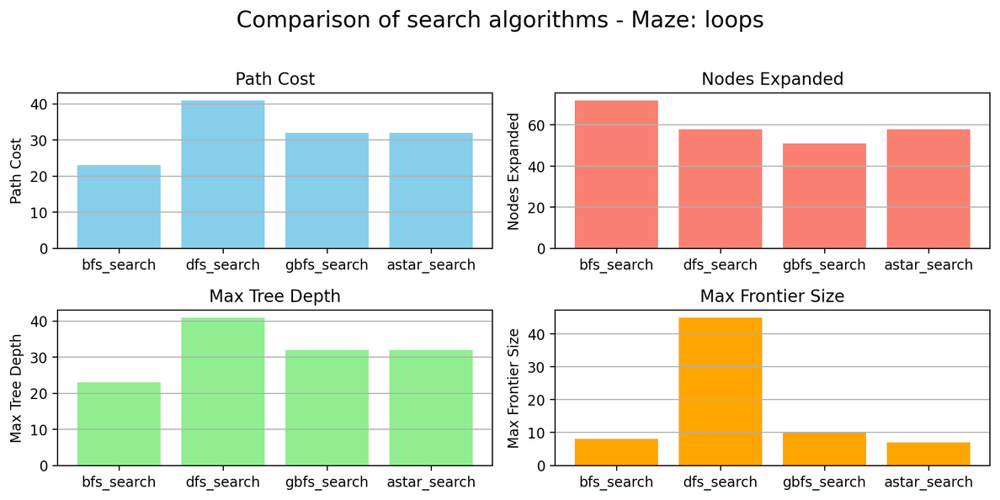 Comparison of search algorithms - Maze: loops
Path Cost
Path Cost
40
30
20
10
0
bfs_search dfs_search gbfs_search astar_search
Nodes Expanded
Nodes Expanded
60
40
20
0
bfs_search dfs_search gbfs_search astar_search
Max Tree Depth
Max Tree Depth
40
30
20
10
0
bfs_search dfs_search gbfs_search astar_search
Max Frontier Size
Max Frontier Size
40
30
20
10
0
bfs_search dfs_search gbfs_search astar_search